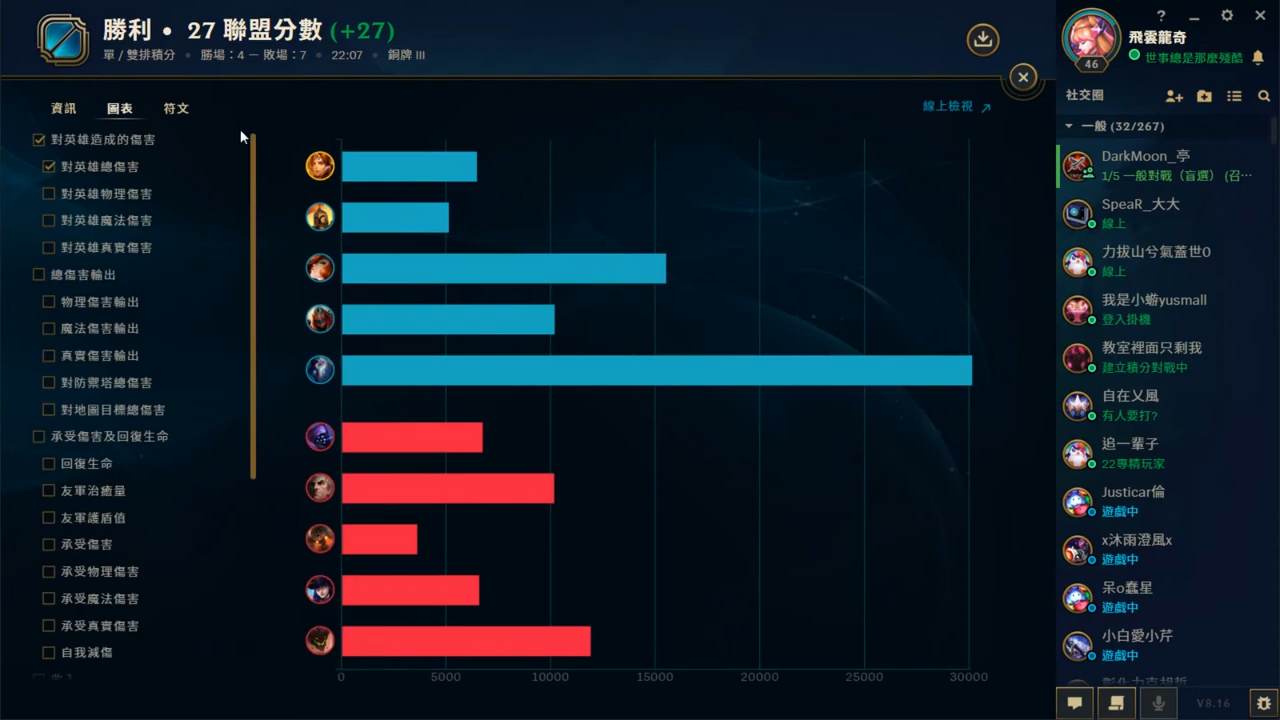 勝利 • 27 聯盟分數 (+27)
單 / 雙排積分 • 勝場：4 － 敗場：7 • 22:07 • 銅牌 III
資訊 圖表 符文
線上檢視
對英雄造成的傷害
對英雄總傷害
對英雄物理傷害
對英雄魔法傷害
對英雄真實傷害
總傷害輸出
物理傷害輸出
魔法傷害輸出
真實傷害輸出
對防禦塔總傷害
對地圖目標總傷害
承受傷害及回復生命
回復生命
友軍治癒量
友軍護盾值
承受傷害
承受物理傷害
承受魔法傷害
承受真實傷害
自我減傷
0 5000 10000 15000 20000 25000 30000
?
飛雲龍奇
46
世事總是那麼殘酷
社交圈
一般 (32/267)
DarkMoon_亭
1/5 一般對戰（盲選） (召…
SpeaR_大大
線上
力拔山兮氣蓋世0
線上
我是小蝣yusmall
登入掛機
教室裡面只剩我
建立積分對戰中
自在乂風
有人要打?
追一輩子
22專精玩家
Justicar倫
遊戲中
x沐雨澄風x
遊戲中
呆o蠢星
遊戲中
小白愛小芹
遊戲中
V8.16